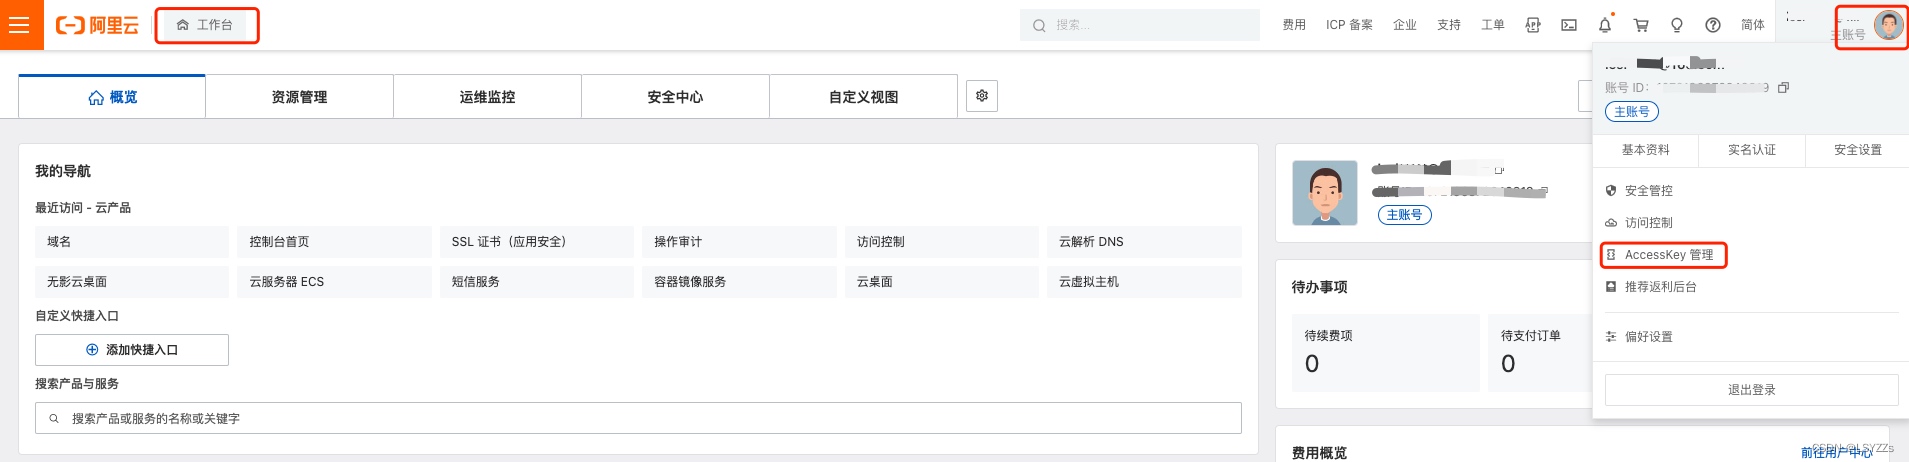 阿里云 工作台 搜索... 费用 ICP 备案 企业 支持 工单 简体
主账号
概览 资源管理 运维监控 安全中心 自定义视图
账号 ID:
主账号
基本资料 实名认证 安全设置
安全管控
访问控制
AccessKey 管理
推荐返利后台
偏好设置
退出登录
我的导航
最近访问 - 云产品
域名 控制台首页 SSL 证书（应用安全） 操作审计 访问控制 云解析 DNS
无影云桌面 云服务器 ECS 短信服务 容器镜像服务 云桌面 云虚拟主机
自定义快捷入口
添加快捷入口
搜索产品与服务
搜索产品或服务的名称或关键字
主账号
待办事项
待续费项 待支付订单
0 0
费用概览 前往用户中心
CSDN @LSYZZs